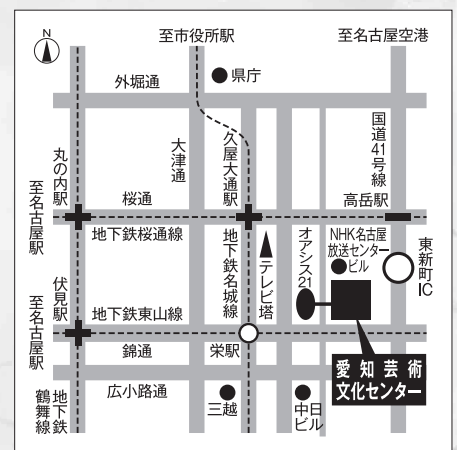 N
至市役所駅
至名古屋空港
県庁
外堀通
国道41号線
大津通
久屋大通駅
丸の内駅
至名古屋駅
桜通
高岳駅
地下鉄桜通線
地下鉄名城線
テレビ塔
オアシス21
NHK名古屋
放送センター
ビル
東新町
IC
伏見駅
至名古屋駅
地下鉄東山線
錦通
栄駅
愛知芸術
文化センター
広小路通
三越
中日
ビル
地下鉄
鶴舞線